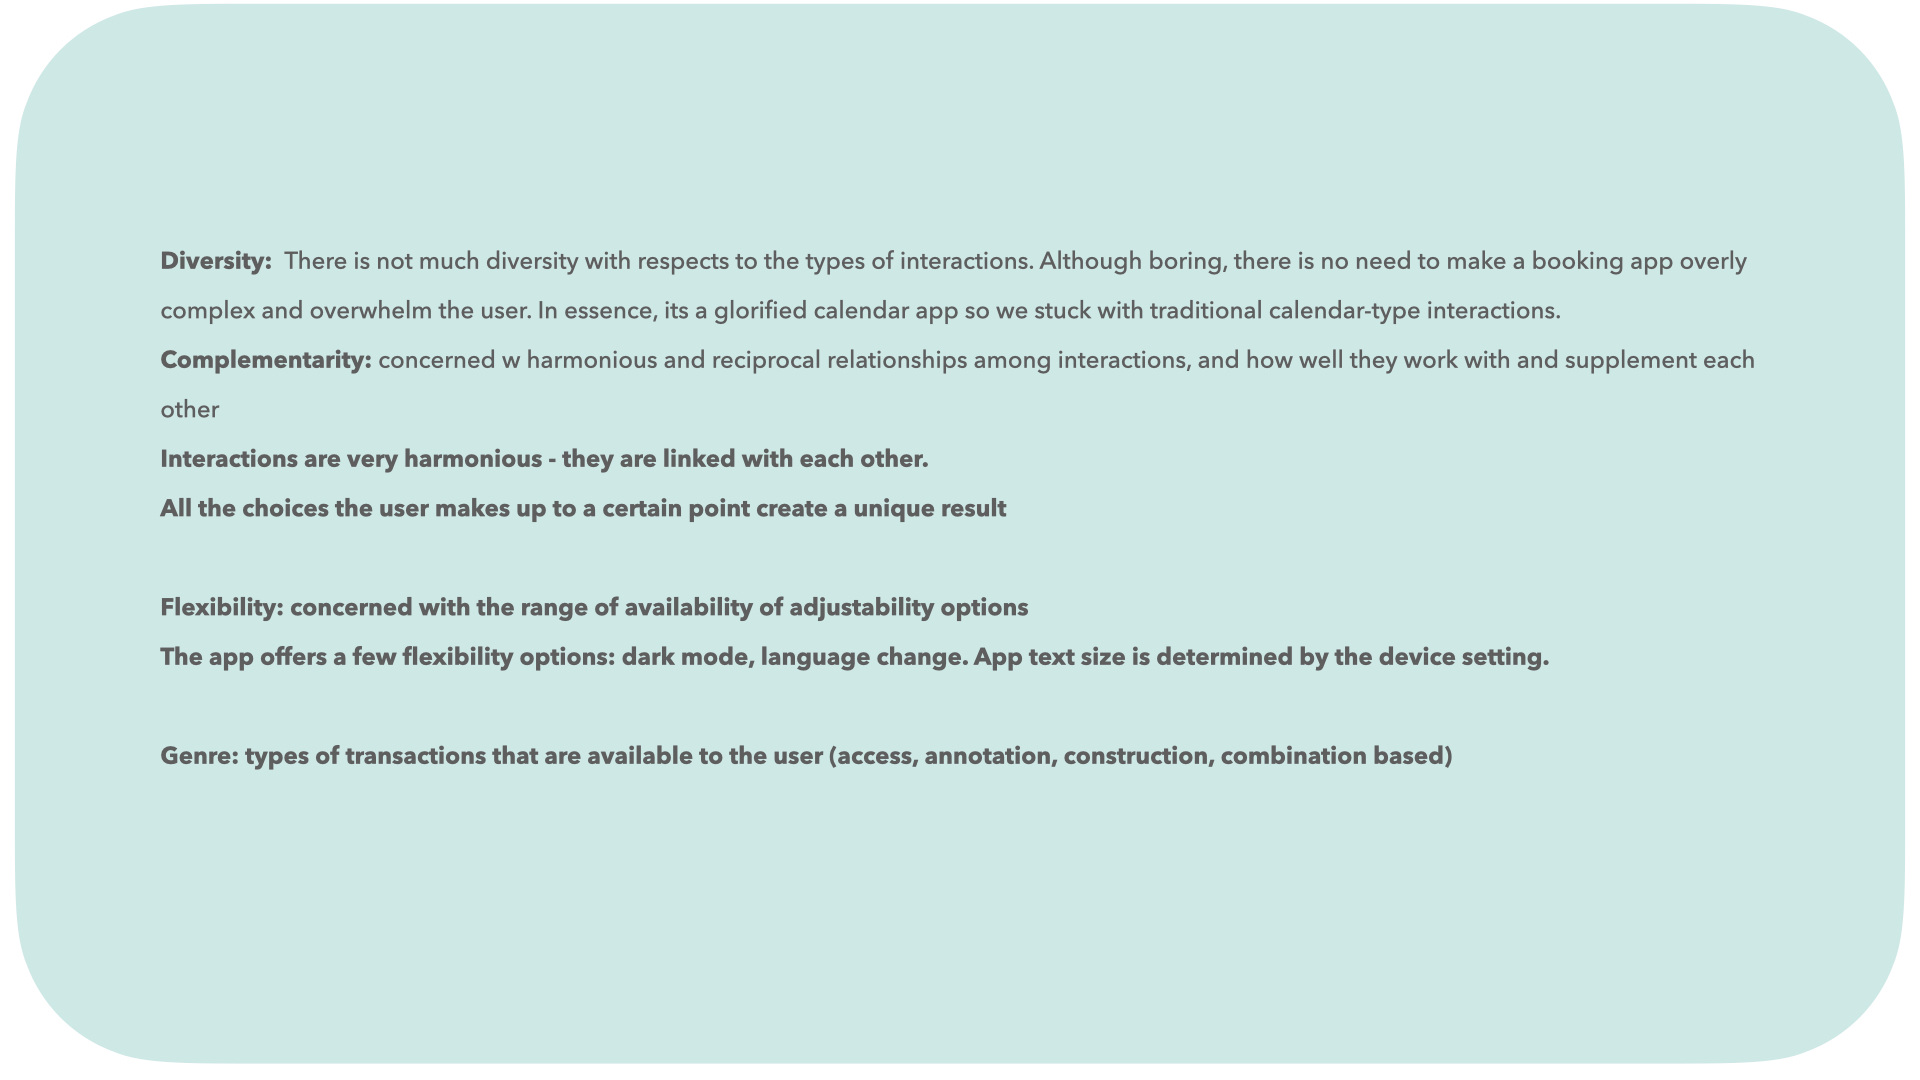 Diversity:  There is not much diversity with respects to the types of interactions. Although boring, there is no need to make a booking app overly
complex and overwhelm the user. In essence, its a glorified calendar app so we stuck with traditional calendar-type interactions.
Complementarity: concerned w harmonious and reciprocal relationships among interactions, and how well they work with and supplement each
other
Interactions are very harmonious - they are linked with each other.
All the choices the user makes up to a certain point create a unique result
Flexibility: concerned with the range of availability of adjustability options
The app offers a few flexibility options: dark mode, language change. App text size is determined by the device setting.
Genre: types of transactions that are available to the user (access, annotation, construction, combination based)